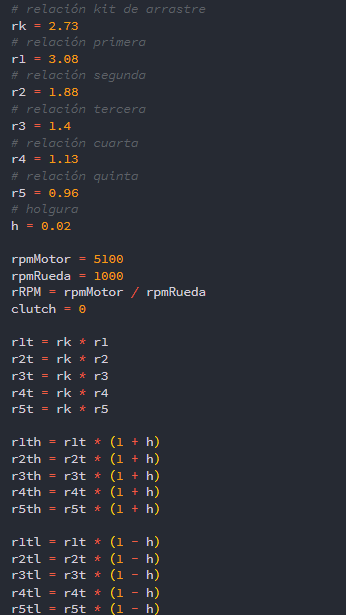 # relación kit de arrastre
rk = 2.73
# relación primera
r1 = 3.08
# relación segunda
r2 = 1.88
# relación tercera
r3 = 1.4
# relación cuarta
r4 = 1.13
# relación quinta
r5 = 0.96
# holgura
h = 0.02
rpmMotor = 5100
rpmRueda = 1000
rRPM = rpmMotor / rpmRueda
clutch = 0
r1t = rk * r1
r2t = rk * r2
r3t = rk * r3
r4t = rk * r4
r5t = rk * r5
r1th = r1t * (1 + h)
r2th = r2t * (1 + h)
r3th = r3t * (1 + h)
r4th = r4t * (1 + h)
r5th = r5t * (1 + h)
r1tl = r1t * (1 - h)
r2tl = r2t * (1 - h)
r3tl = r3t * (1 - h)
r4tl = r4t * (1 - h)
r5tl = r5t * (1 - h)